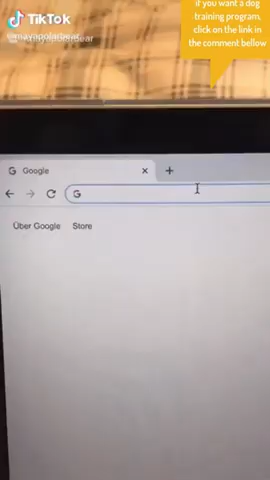 TikTok
if you want a dog
training program,
click on the link in
the comment bellow
Google
Über Google Store